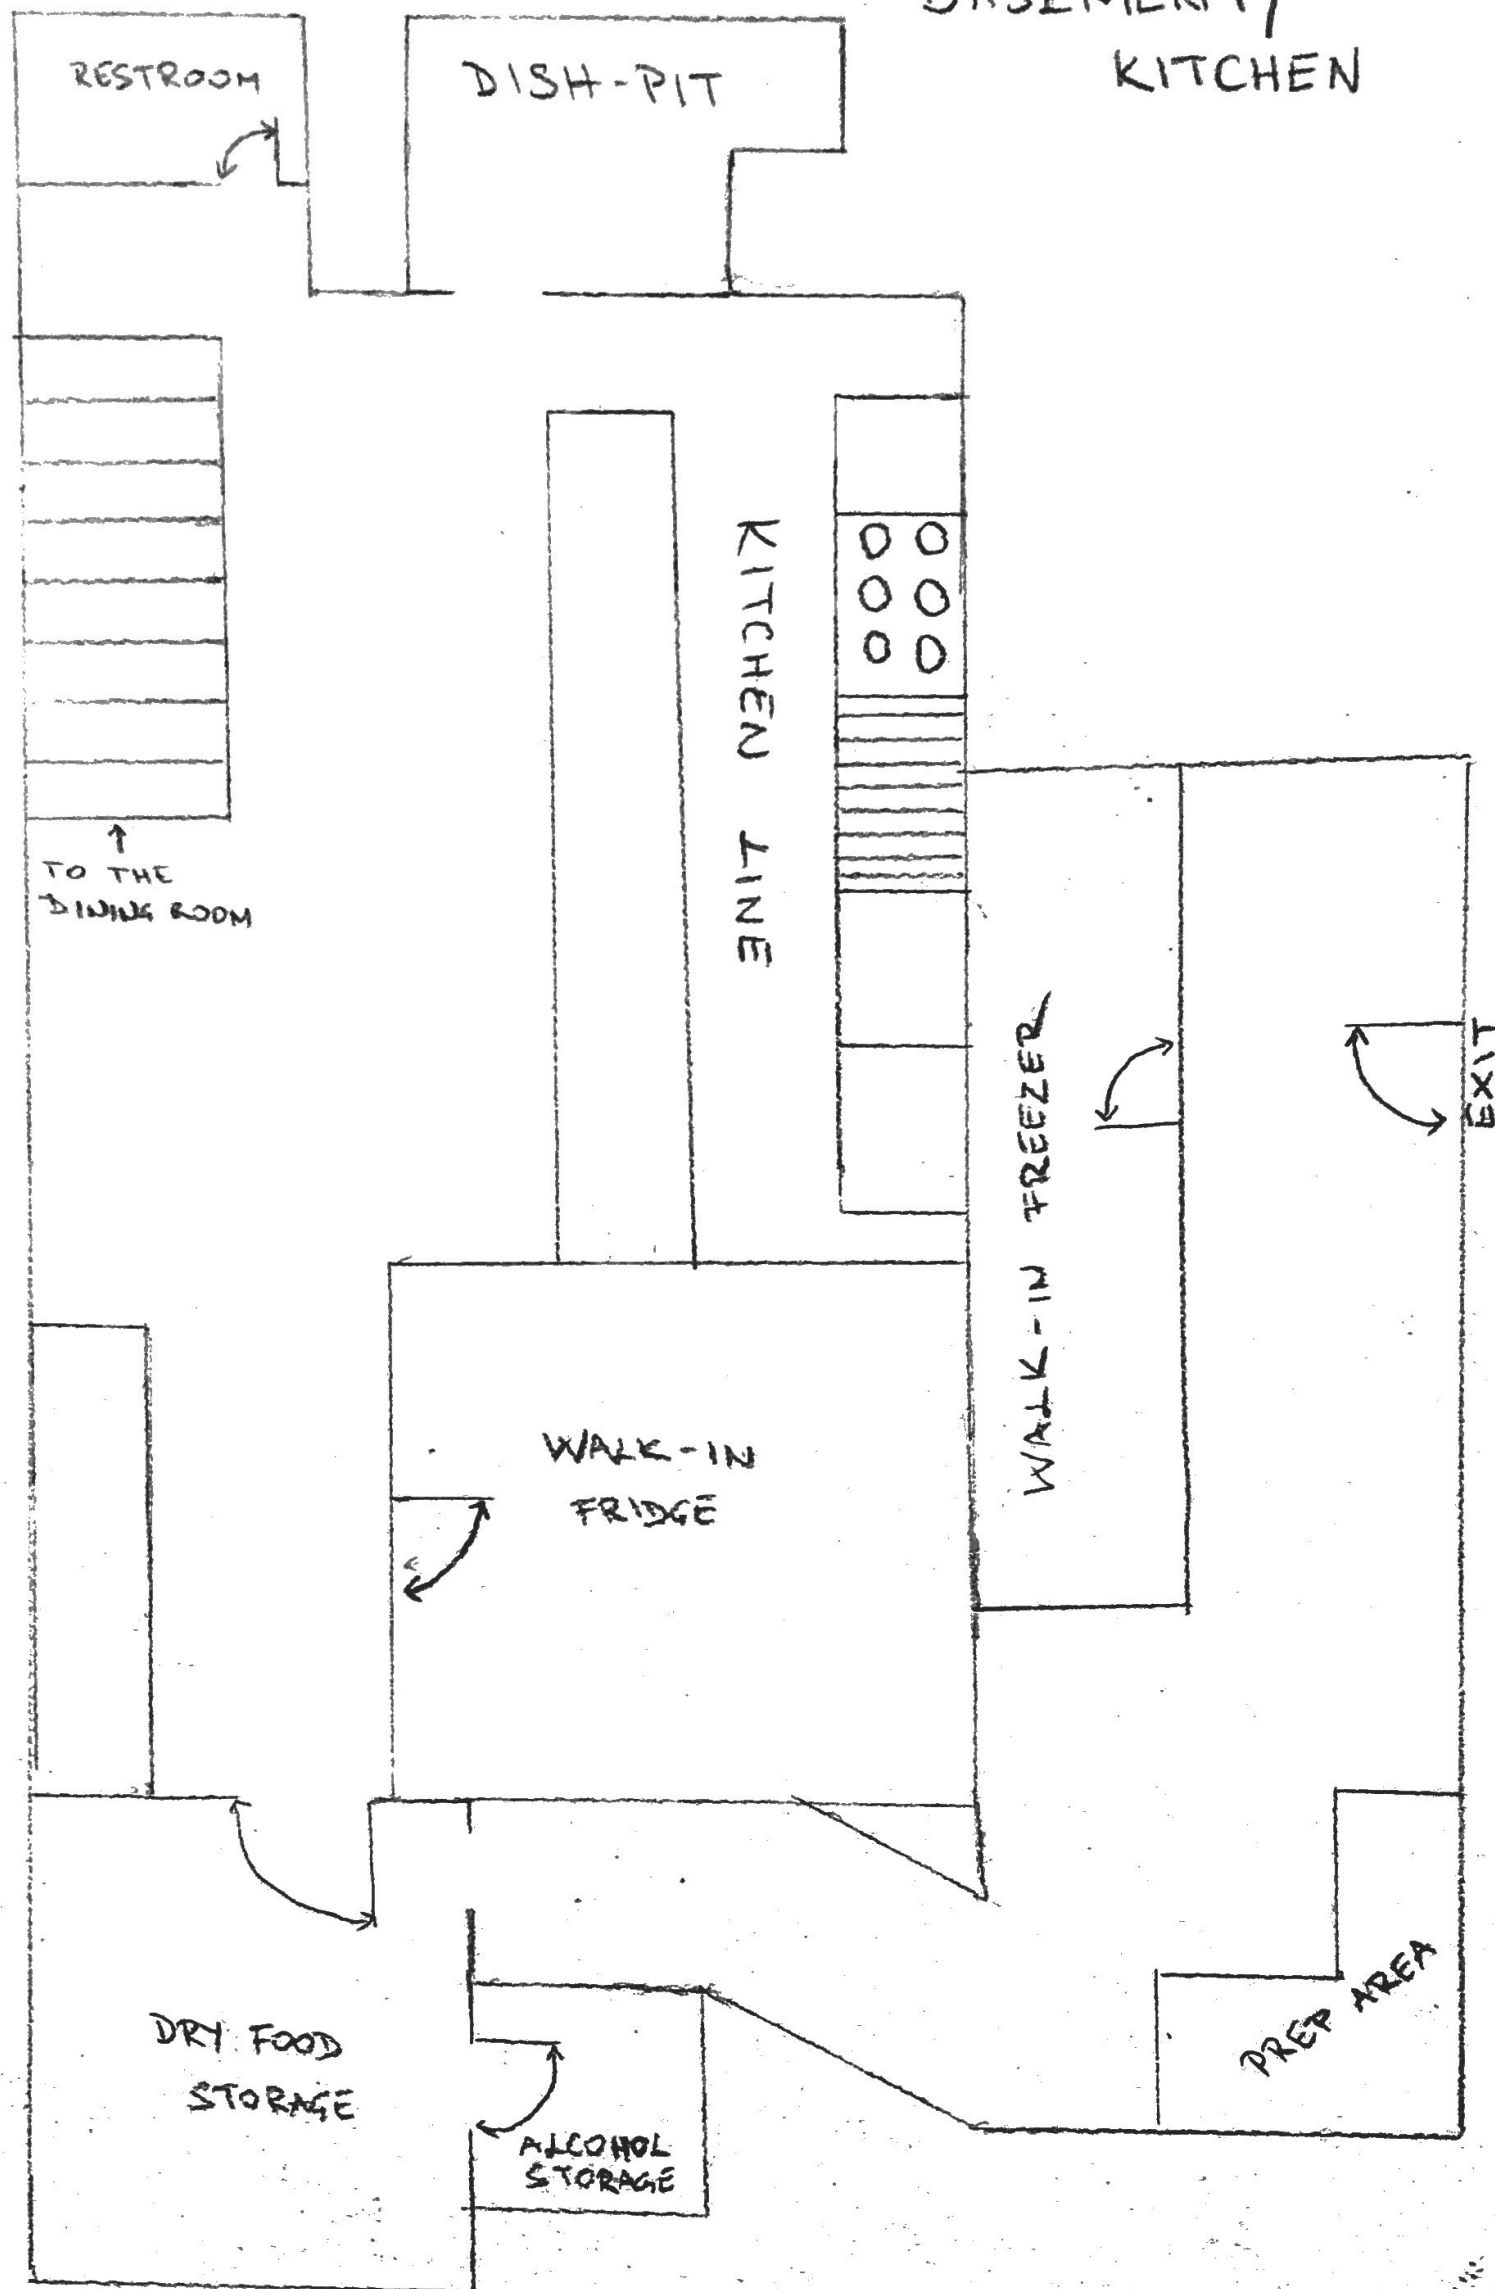 KITCHEN
RESTROOM
DISH-PIT
KITCHEN LINE
TO THE
DINING ROOM
EXIT
WALK-IN FREEZER
WALK-IN
FRIDGE
PREP AREA
DRY FOOD
STORAGE
ALCOHOL
STORAGE